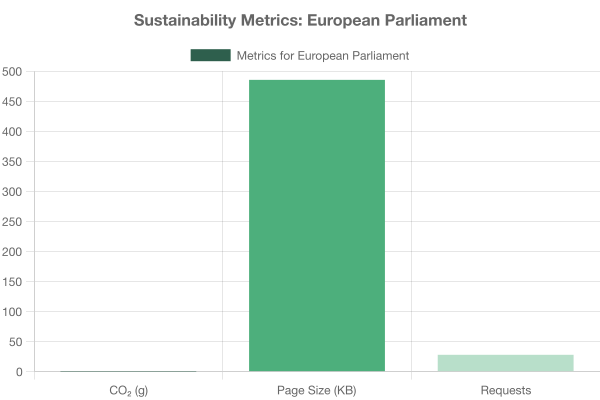 Sustainability Metrics: European Parliament
Metrics for European Parliament
500
450
400
350
300
250
200
150
100
50
0
CO₂ (g)
Page Size (KB)
Requests